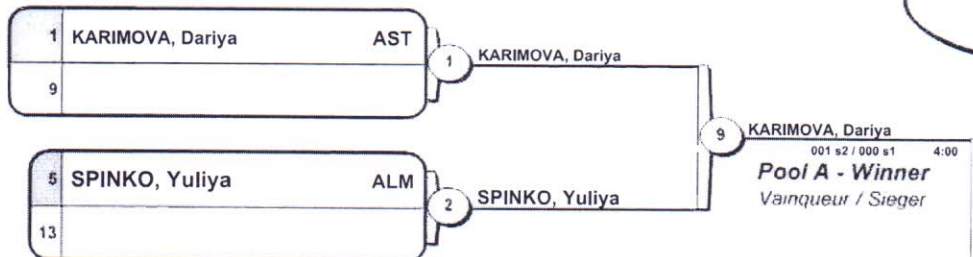 1 KARIMOVA, Dariya AST
9
1 KARIMOVA, Dariya
5 SPINKO, Yuliya ALM
13
2 SPINKO, Yuliya
9 KARIMOVA, Dariya
001 s2 / 000 s1 4:00
Pool A - Winner
Vainqueur / Sieger